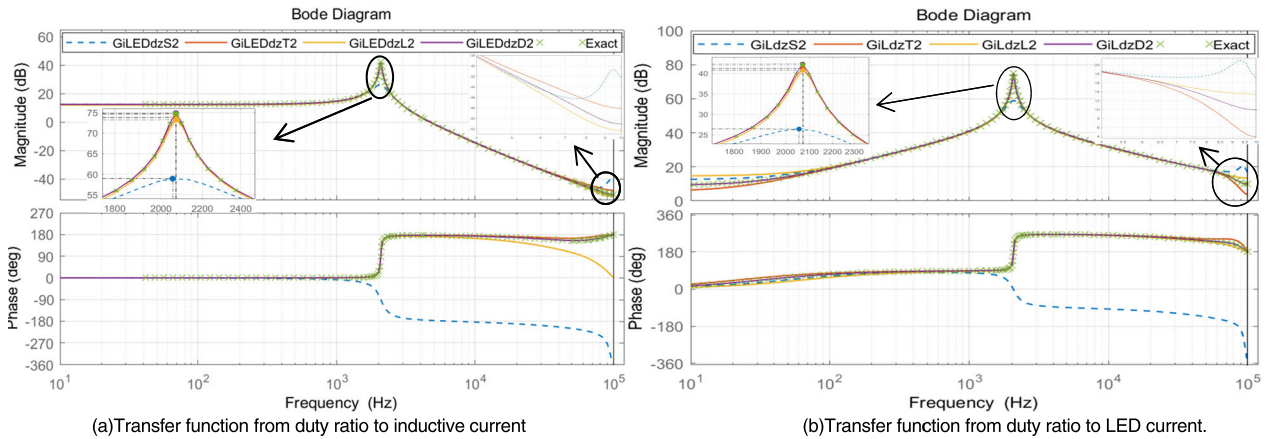 Bode Diagram
GiLEDdzS2 GiLEDdzT2 GiLEDdzL2 GiLEDdzD2 Exact
Magnitude (dB)
60
40
20
0
-20
-40
75
70
65
60
55
1800 2000 2200 2400
Phase (deg)
270
180
90
0
-90
-180
-270
-360
10^1 10^2 10^3 10^4 10^5
Frequency (Hz)
(a)Transfer function from duty ratio to inductive current
Bode Diagram
GiLdzS2 GiLdzT2 GiLdzL2 GiLdzD2 Exact
Magnitude (dB)
100
80
60
40
20
0
40
35
30
25
1800 1900 2000 2100 2200 2300
Phase (deg)
360
180
0
-180
-360
10^1 10^2 10^3 10^4 10^5
Frequency (Hz)
(b)Transfer function from duty ratio to LED current.